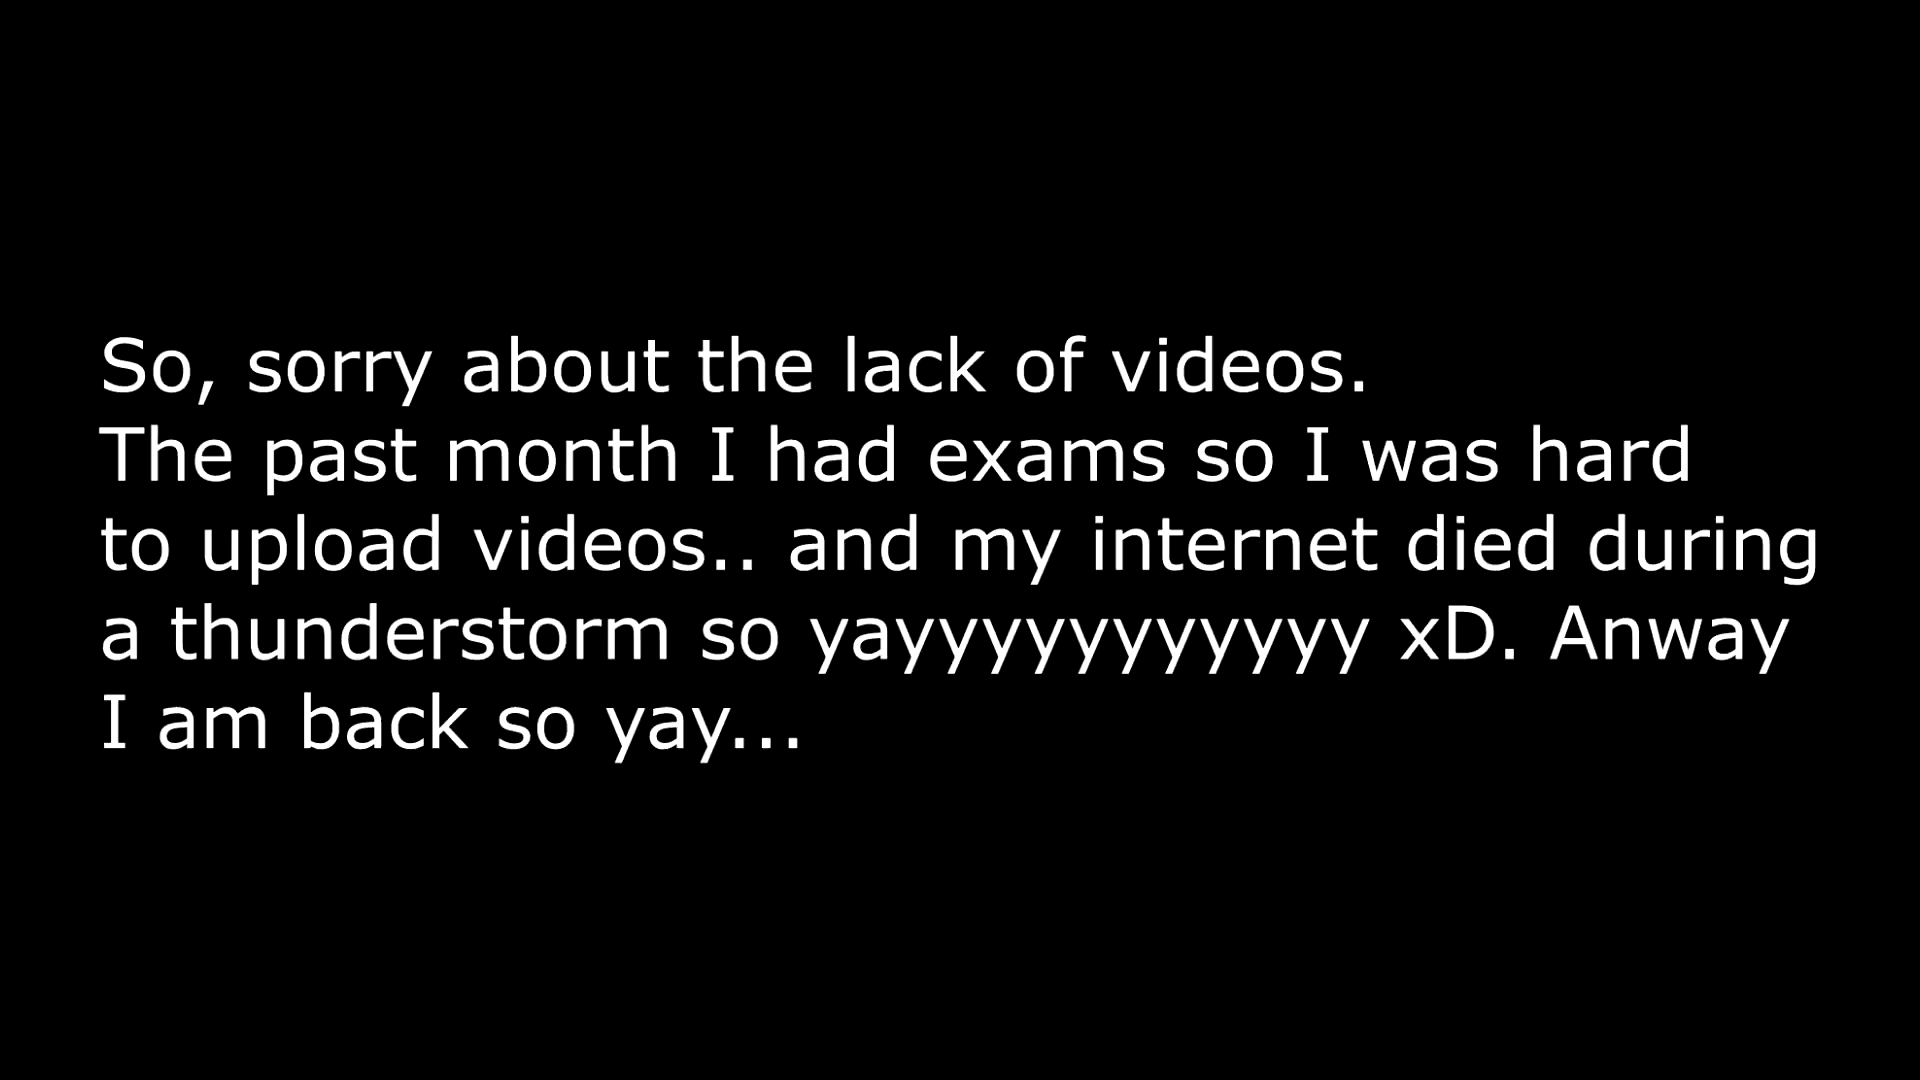 So, sorry about the lack of videos.
The past month I had exams so I was hard
to upload videos.. and my internet died during
a thunderstorm so yayyyyyyyyyyy xD. Anway
I am back so yay...